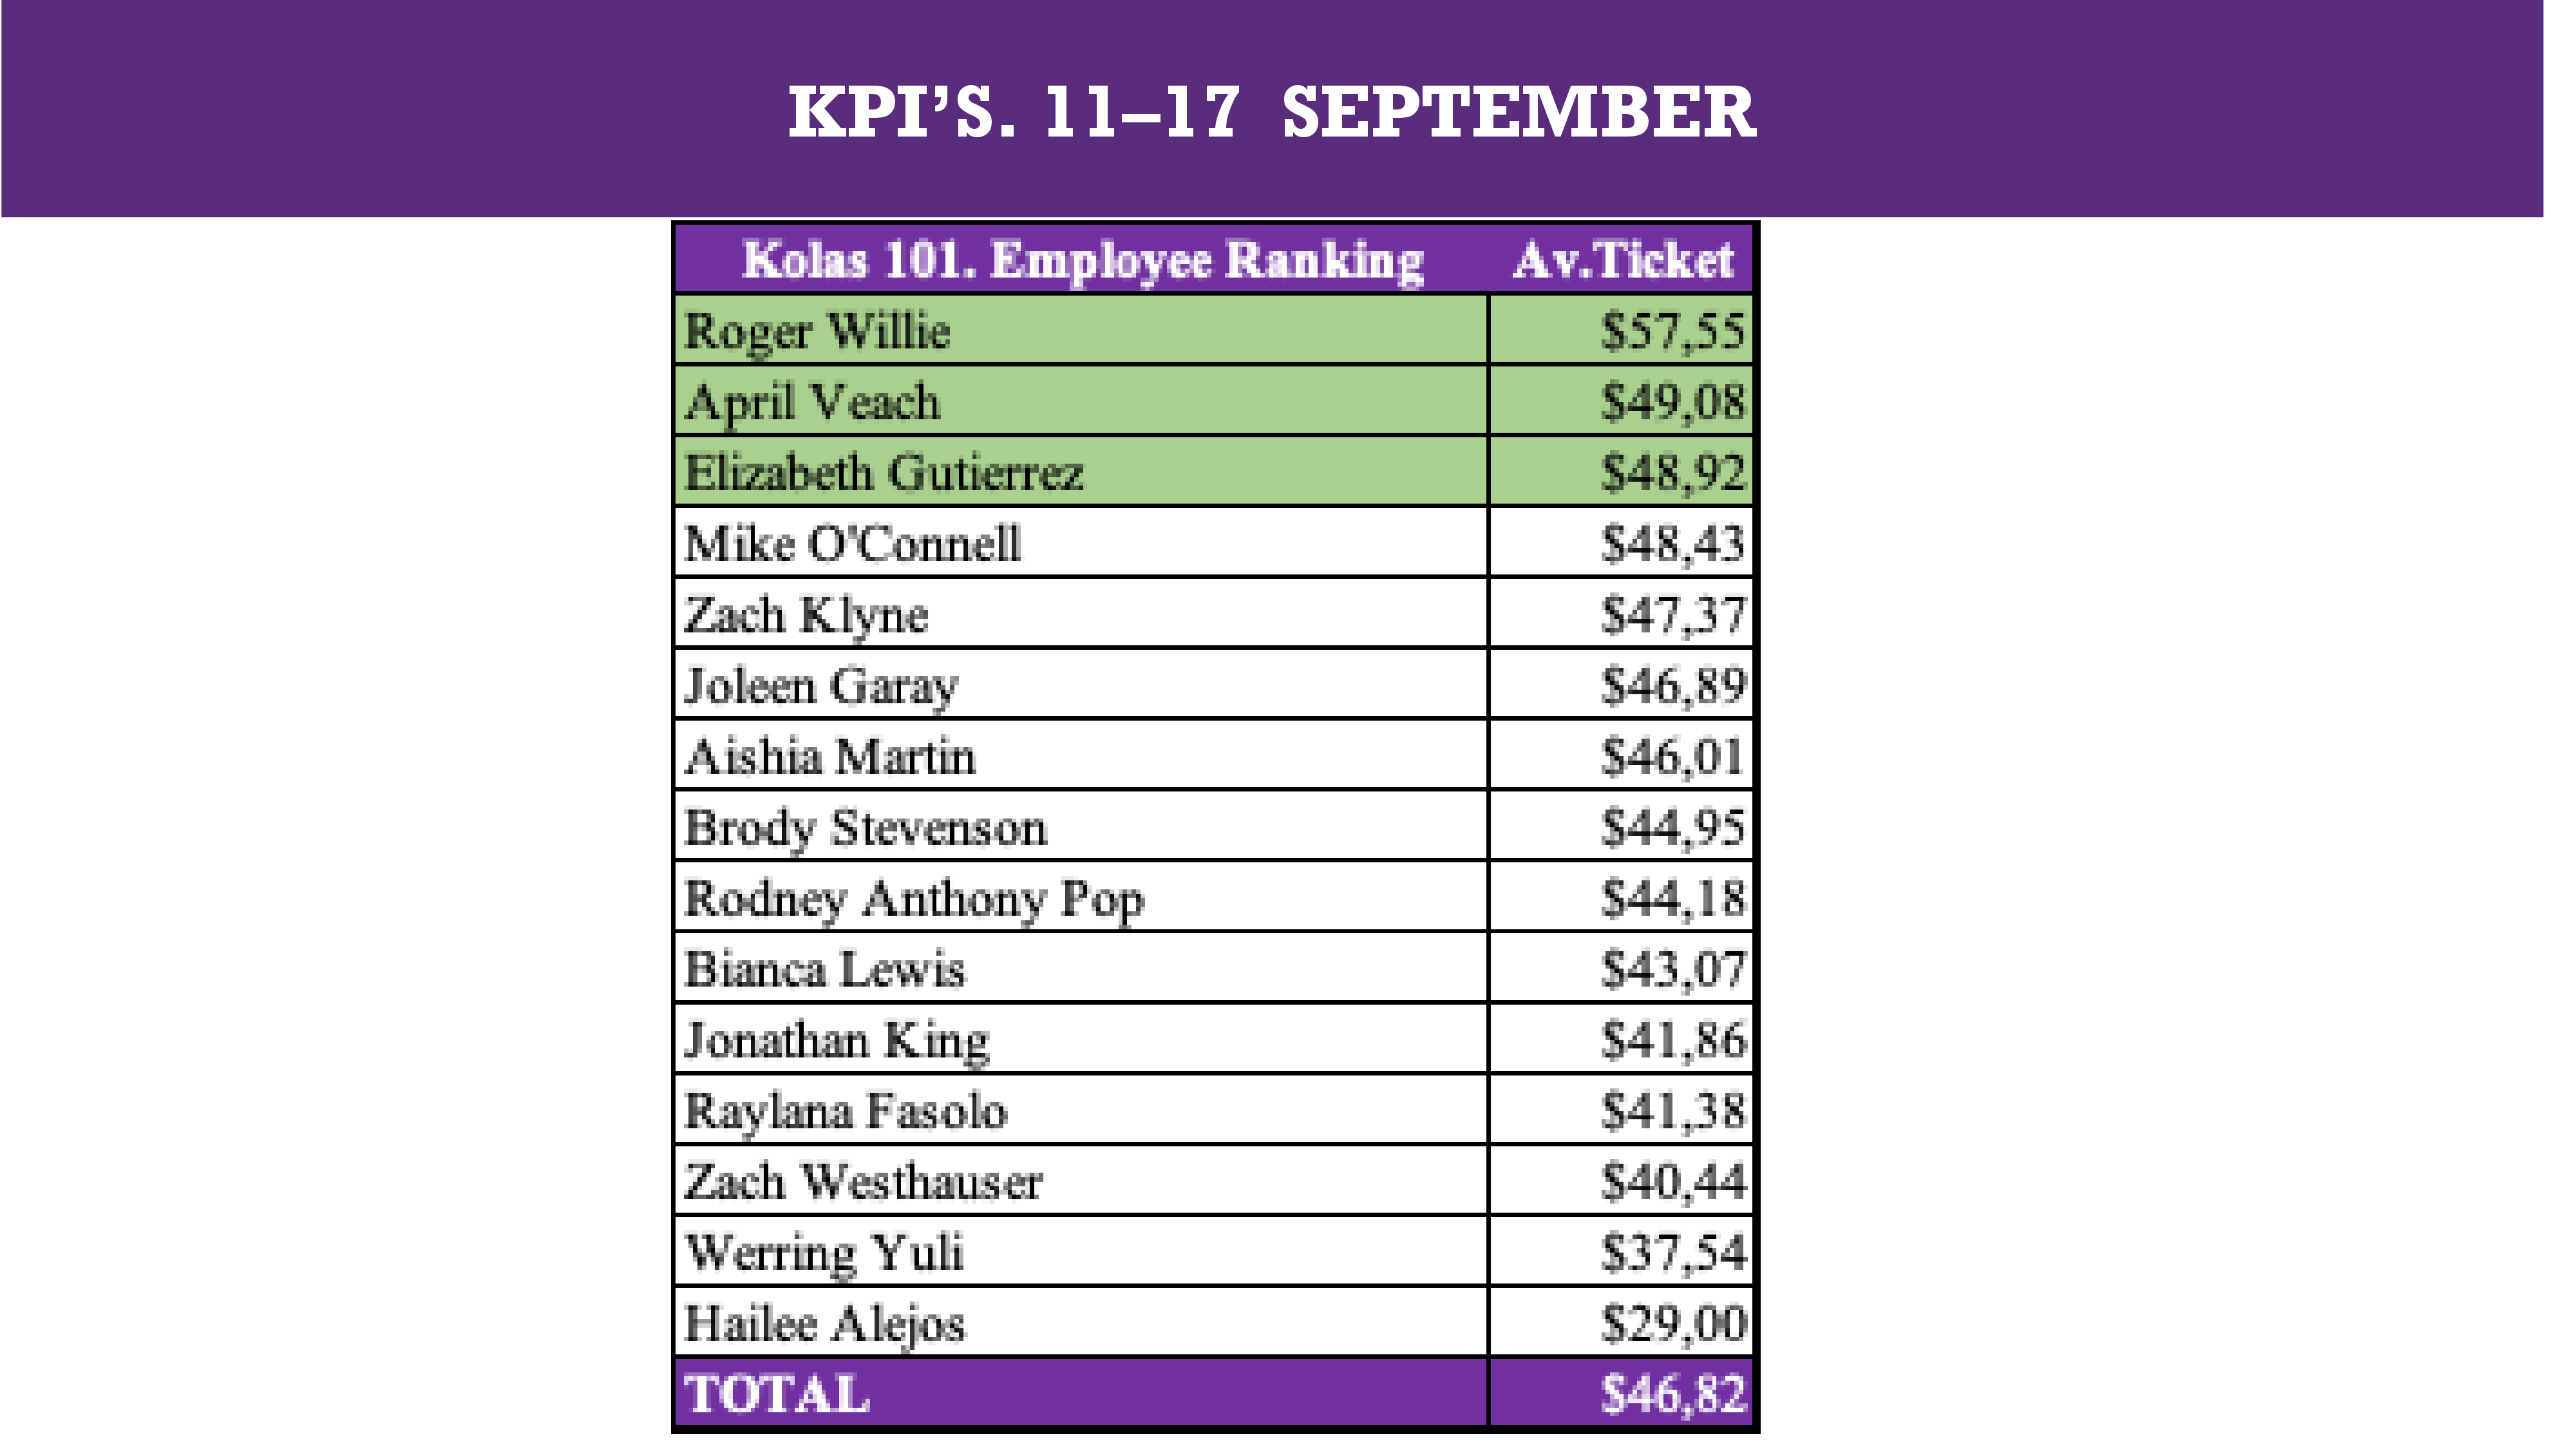 KPI’S. 11–17 SEPTEMBER
Kolas 101. Employee Ranking Av.Ticket
Roger Willie $57,55
April Veach $49,08
Elizabeth Gutierrez $48,92
Mike O'Connell $48,43
Zach Klyne $47,37
Joleen Garay $46,89
Aishia Martin $46,01
Brody Stevenson $44,95
Rodney Anthony Pop $44,18
Bianca Lewis $43,07
Jonathan King $41,86
Raylana Fasolo $41,38
Zach Westhauser $40,44
Werring Yuli $37,54
Hailee Alejos $29,00
TOTAL $46,82